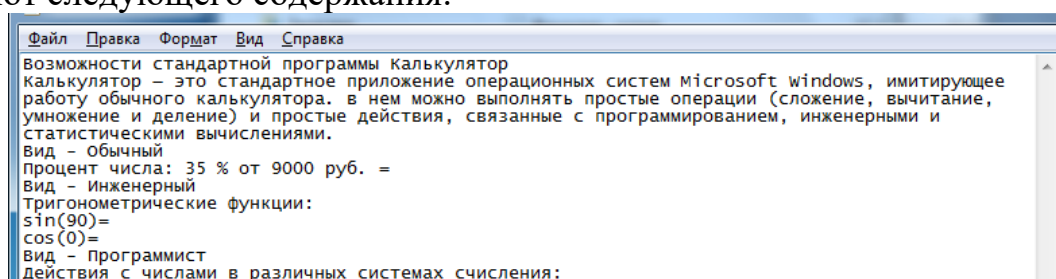 от следующего содержания:
Файл Правка Формат Вид Справка
Возможности стандартной программы Калькулятор
Калькулятор – это стандартное приложение операционных систем Microsoft Windows, имитирующее
работу обычного калькулятора. в нем можно выполнять простые операции (сложение, вычитание,
умножение и деление) и простые действия, связанные с программированием, инженерными и
статистическими вычислениями.
Вид – Обычный
Процент числа: 35 % от 9000 руб. =
Вид – Инженерный
Тригонометрические функции:
sin(90)=
cos(0)=
Вид – Программист
Действия с числами в различных системах счисления: